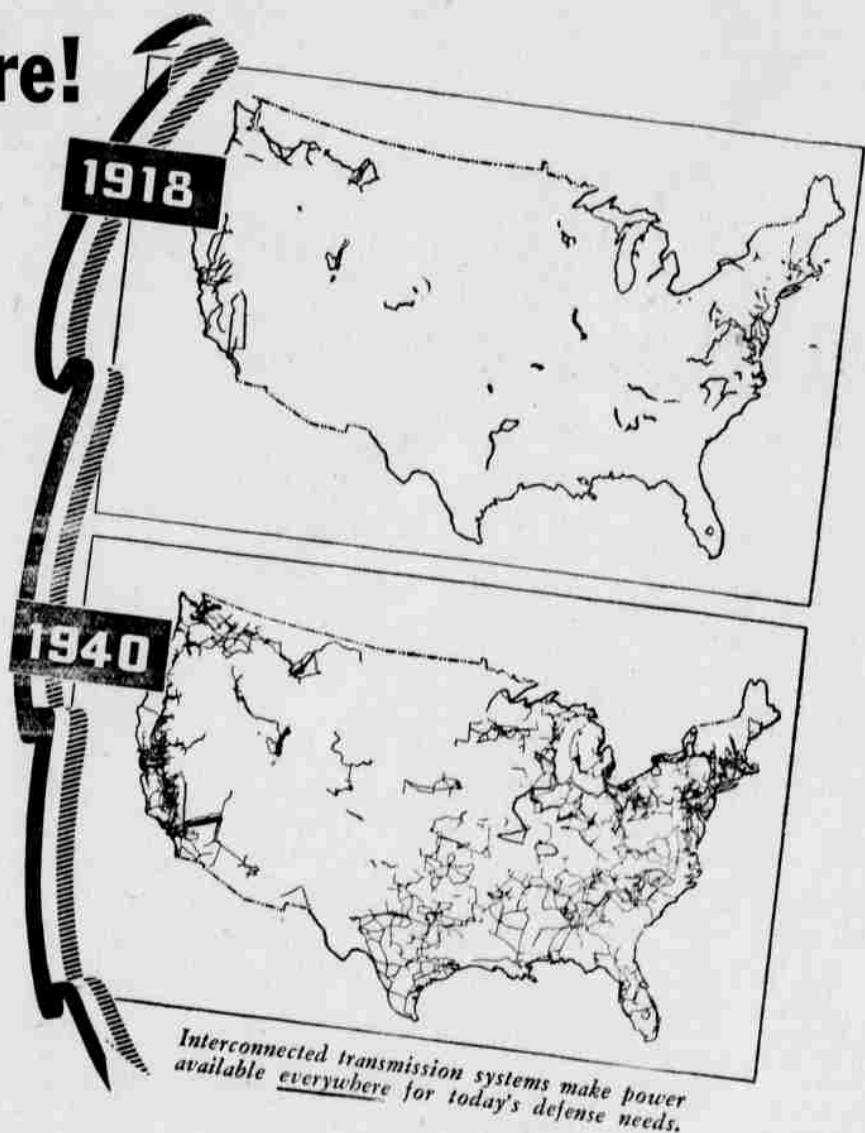 re!
1918
1940
Interconnected transmission systems make power
available everywhere for today's defense needs.